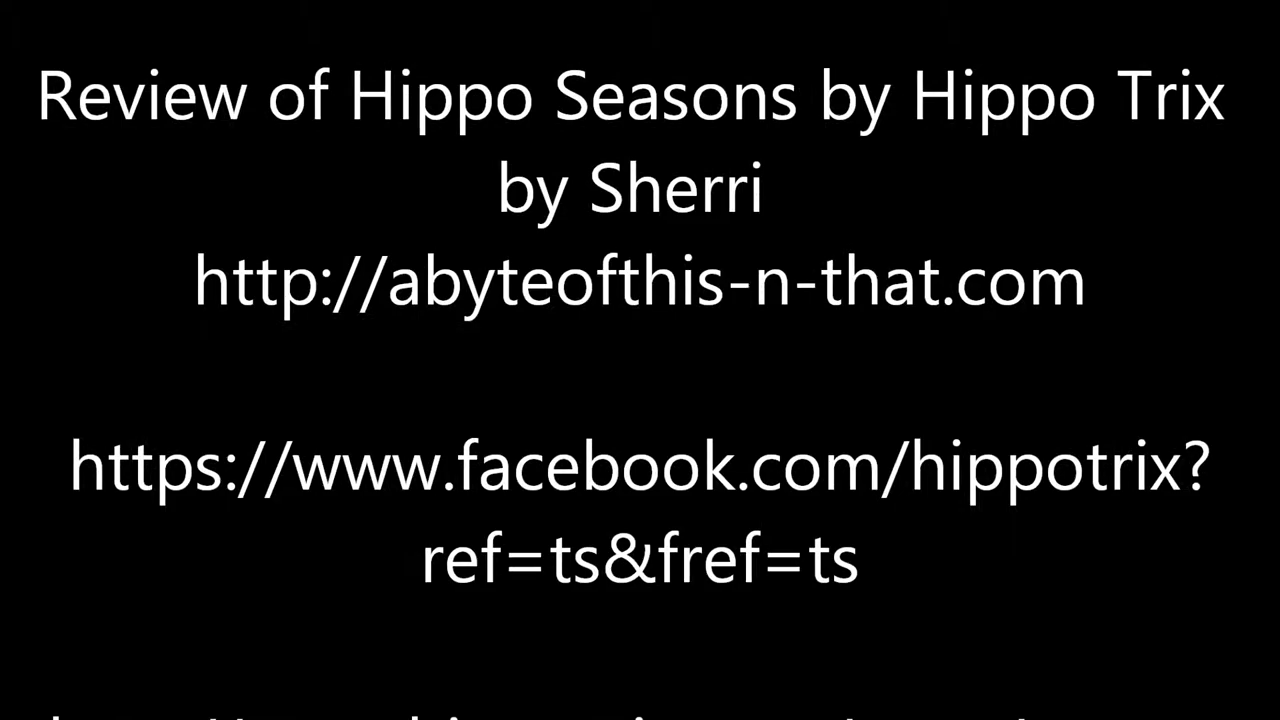 Review of Hippo Seasons by Hippo Trix
by Sherri
http://abyteofthis-n-that.com
https://www.facebook.com/hippotrix?
ref=ts&fref=ts